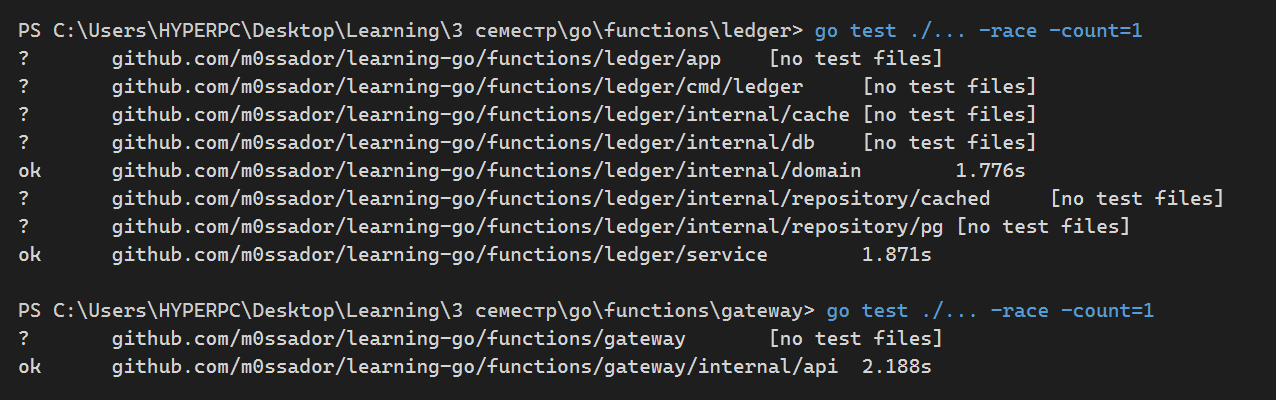 PS C:\Users\HYPERPC\Desktop\Learning\3 семестр\go\functions\ledger> go test ./... -race -count=1
? github.com/m0ssador/learning-go/functions/ledger/app [no test files]
? github.com/m0ssador/learning-go/functions/ledger/cmd/ledger [no test files]
? github.com/m0ssador/learning-go/functions/ledger/internal/cache [no test files]
? github.com/m0ssador/learning-go/functions/ledger/internal/db [no test files]
ok github.com/m0ssador/learning-go/functions/ledger/internal/domain 1.776s
? github.com/m0ssador/learning-go/functions/ledger/internal/repository/cached [no test files]
? github.com/m0ssador/learning-go/functions/ledger/internal/repository/pg [no test files]
ok github.com/m0ssador/learning-go/functions/ledger/service 1.871s
PS C:\Users\HYPERPC\Desktop\Learning\3 семестр\go\functions\gateway> go test ./... -race -count=1
? github.com/m0ssador/learning-go/functions/gateway [no test files]
ok github.com/m0ssador/learning-go/functions/gateway/internal/api 2.188s